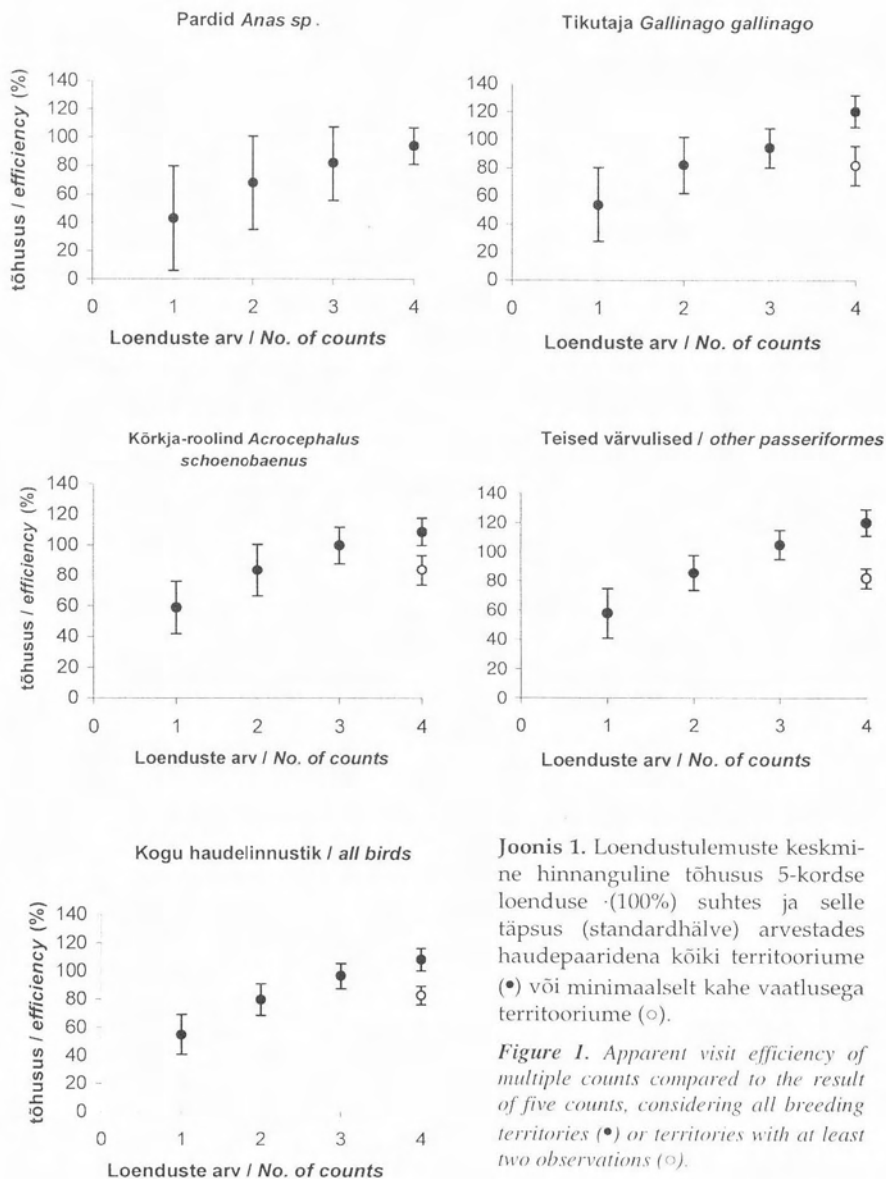 Pardid Anas sp .
tõhusus / efficiency (%)
140
120
100
80
60
40
20
0
0 1 2 3 4
Loenduste arv / No. of counts
Tikutaja Gallinago gallinago
140
120
100
80
60
40
20
0
0 1 2 3 4
Loenduste arv / No. of counts
Kõrkja-roolind Acrocephalus
schoenobaenus
tõhusus / efficiency (%)
140
120
100
80
60
40
20
0
0 1 2 3 4
Loenduste arv / No. of counts
Teised värvulised / other passeriformes
140
120
100
80
60
40
20
0
0 1 2 3 4
Loenduste arv / No. of counts
Kogu haudelinnustik / all birds
tõhusus / efficiency (%)
140
120
100
80
60
40
20
0
0 1 2 3 4
Loenduste arv / No. of counts
Joonis 1. Loendustulemuste keskmi-
ne hinnanguline tõhusus 5-kordse
loenduse (100%) suhtes ja selle
täpsus (standardhälve) arvestades
haudepaaridena kõiki territooriume
(•) või minimaalselt kahe vaatlusega
territooriume (○).
Figure 1. Apparent visit efficiency of
multiple counts compared to the result
of five counts, considering all breeding
territories (•) or territories with at least
two observations (○).